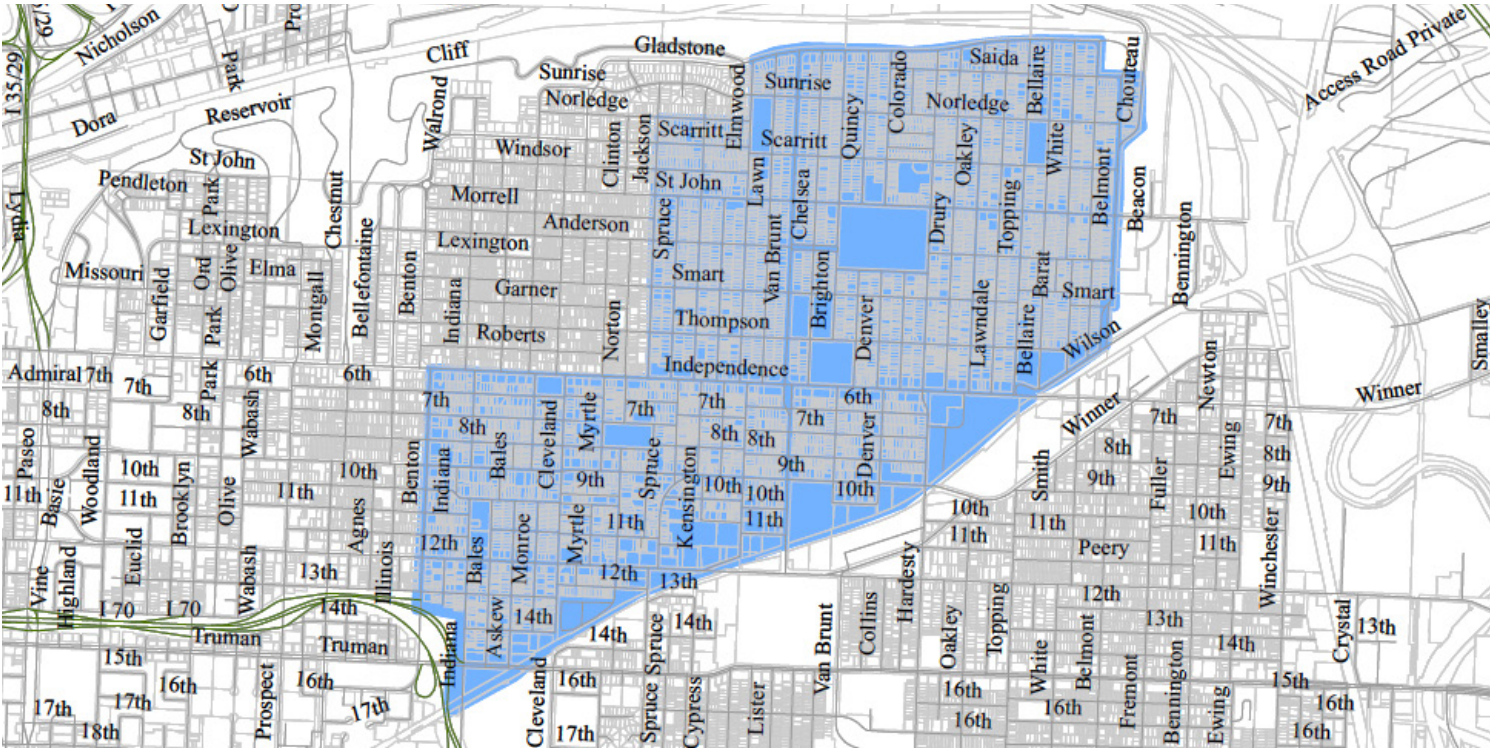 I 35/29
Nicholson
Park
Cliff
Gladstone
Sunrise
Norledge
Elmwood
Sunrise
Quincy
Colorado
Saida
Norledge
Bellaire
Chouteau
Access Road Private
Dora
Reservoir
Walrond
Windsor
Clinton
Jackson
Scarritt
Scarritt
Oakley
White
St John
Pendleton
Park
Chestnut
Morrell
St John
Lawn
Chelsea
Topping
Belmont
Beacon
Lydia
Lexington
Anderson
Lexington
Spruce
Van Brunt
Drury
Bennington
Missouri
Garfield
Ord
Olive
Elma
Montgall
Bellefontaine
Benton
Indiana
Garner
Smart
Brighton
Barat
Smart
Park
Roberts
Norton
Thompson
Denver
Lawndale
Bellaire
Wilson
Smalley
Admiral
7th
7th
Park
6th
6th
Independence
6th
Newton
Winner
Winner
8th
8th
Wabash
7th
8th
Bales
Cleveland
Myrtle
7th
7th
8th
8th
7th
Denver
7th
8th
Ewing
7th
8th
Paseo
Woodland
10th
10th
Benton
Indiana
9th
Spruce
9th
Smith
9th
Fuller
9th
11th
Basie
11th
Brooklyn
Olive
11th
Agnes
Kensington
10th
10th
10th
10th
10th
11th
11th
11th
11th
11th
Winchester
Euclid
12th
Bales
Monroe
Myrtle
Peery
Vine
Highland
Wabash
13th
Illinois
12th
13th
Hardesty
12th
I 70
I 70
14th
Askew
14th
14th
Spruce
14th
Van Brunt
Collins
Oakley
Topping
13th
14th
Crystal
13th
Truman
Truman
15th
Indiana
White
Belmont
16th
16th
Cleveland
16th
Spruce
Cypress
Lister
16th
Fremont
Bennington
Ewing
15th
16th
17th
17th
Prospect
17th
16th
16th
16th
18th
17th